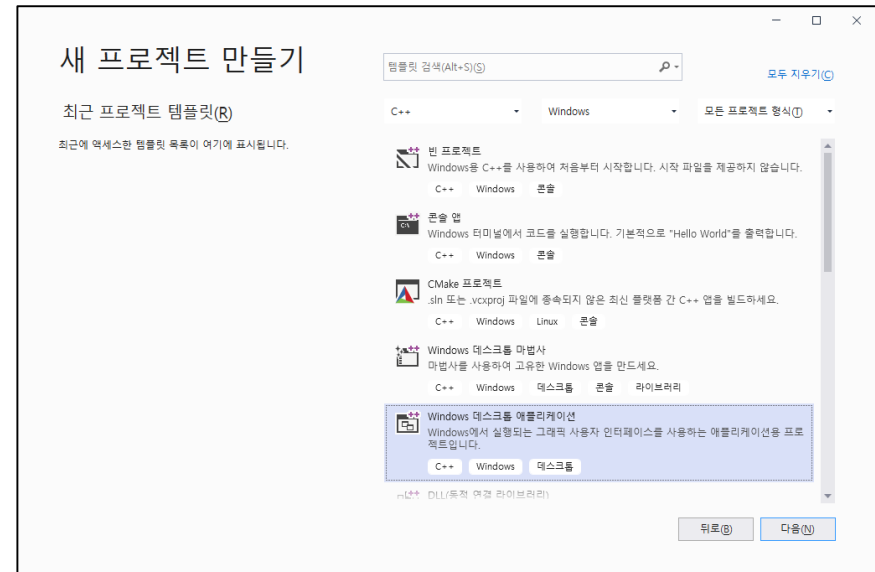 새 프로젝트 만들기
템플릿 검색(Alt+S)(S)
모두 지우기(C)
최근 프로젝트 템플릿(R)
최근에 액세스한 템플릿 목록이 여기에 표시됩니다.
C++ Windows 모든 프로젝트 형식(T)
빈 프로젝트
Windows용 C++를 사용하여 처음부터 시작합니다. 시작 파일을 제공하지 않습니다.
C++ Windows 콘솔
콘솔 앱
Windows 터미널에서 코드를 실행합니다. 기본적으로 "Hello World"를 출력합니다.
C++ Windows 콘솔
CMake 프로젝트
.sln 또는 .vcxproj 파일에 종속되지 않은 최신 플랫폼 간 C++ 앱을 빌드하세요.
C++ Windows Linux 콘솔
Windows 데스크톱 마법사
마법사를 사용하여 고유한 Windows 앱을 만드세요.
C++ Windows 데스크톱 콘솔 라이브러리
Windows 데스크톱 애플리케이션
Windows에서 실행되는 그래픽 사용자 인터페이스를 사용하는 애플리케이션용 프로
젝트입니다.
C++ Windows 데스크톱
DLL(동적 연결 라이브러리)
뒤로(B) 다음(N)